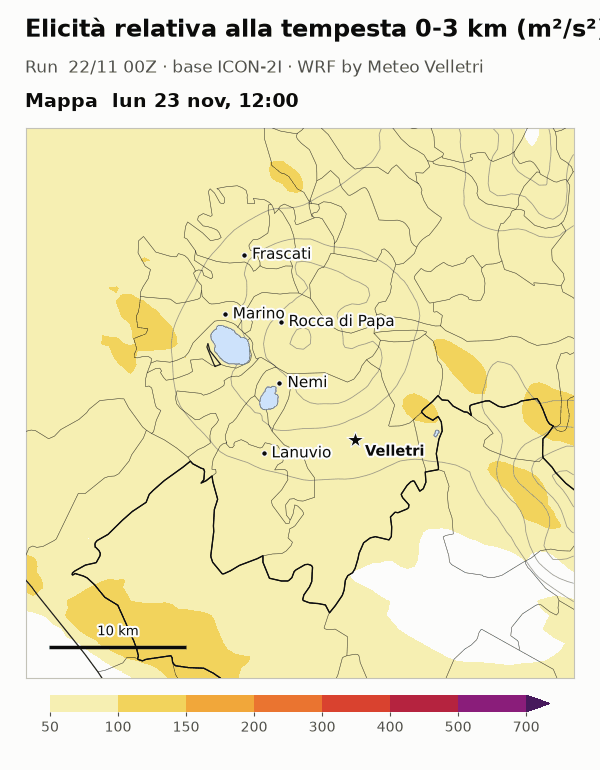 Elicità relativa alla tempesta 0-3 km (m²/s²)
Run 22/11 00Z · base ICON-2I · WRF by Meteo Velletri
Mappa lun 23 nov, 12:00
Frascati
Marino
Rocca di Papa
Nemi
Lanuvio
Velletri
10 km
50 100 150 200 300 400 500 700